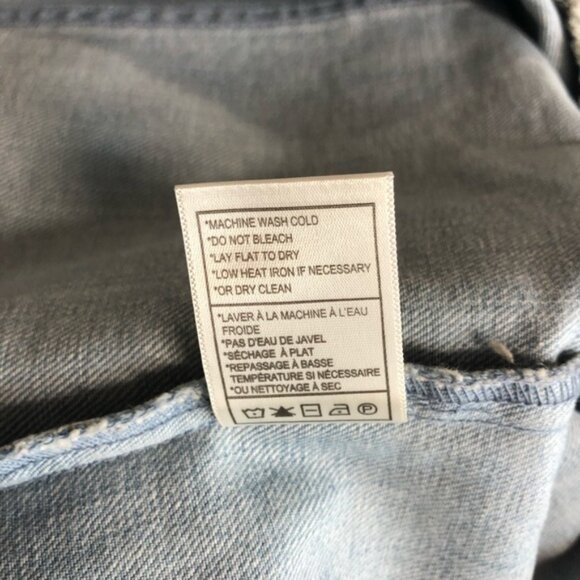 *MACHINE WASH COLD
*DO NOT BLEACH
*LAY FLAT TO DRY
*LOW HEAT IRON IF NECESSARY
*OR DRY CLEAN
*LAVER À LA MACHINE À L'EAU
FROIDE
*PAS D'EAU DE JAVEL
*SÉCHAGE À PLAT
*REPASSAGE À BASSE
TEMPÉRATURE SI NÉCESSAIRE
*OU NETTOYAGE À SEC
P